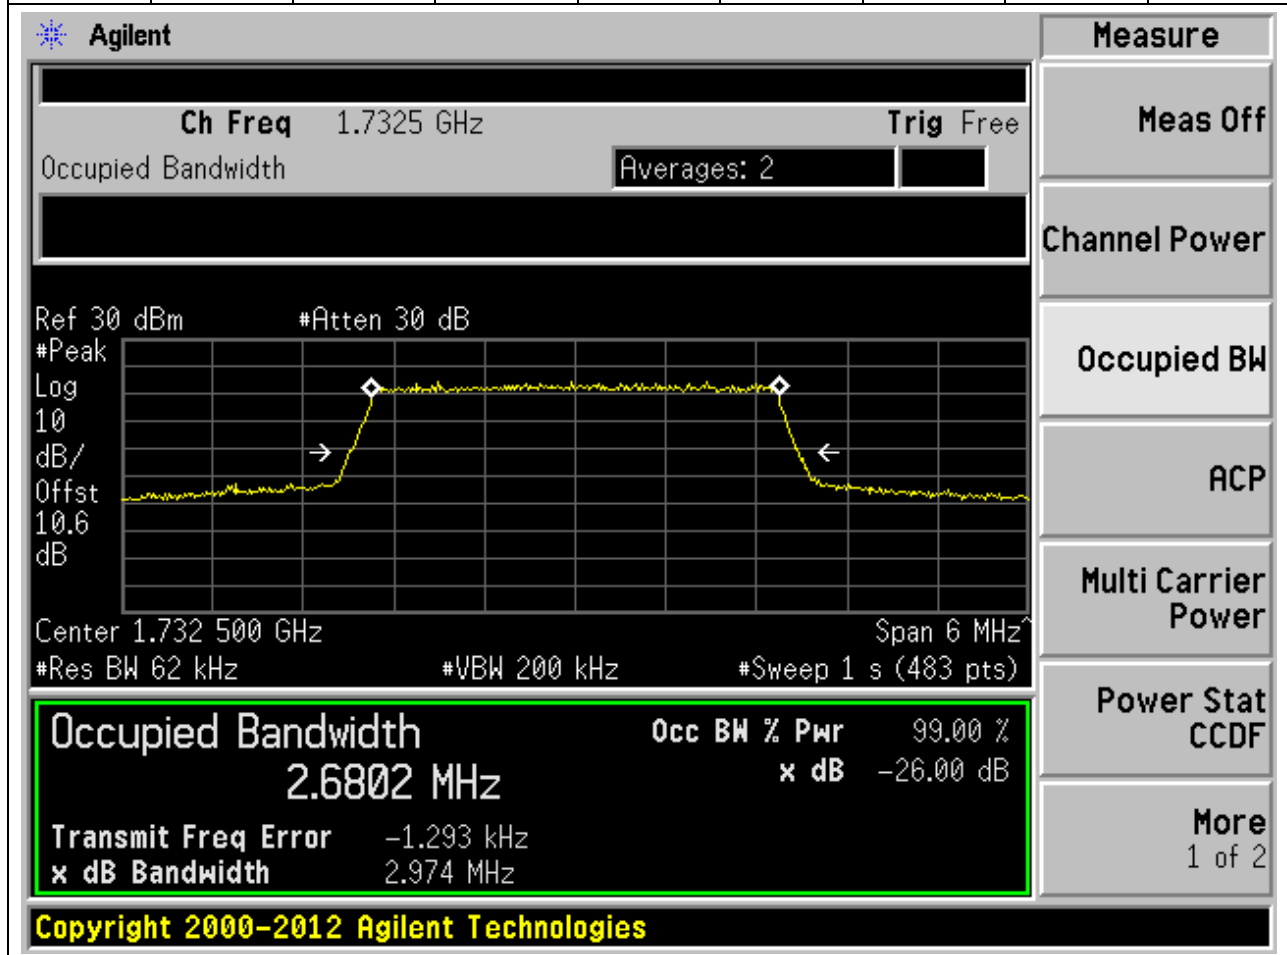 Agilent
Measure
Ch Freq 1.7325 GHz Trig Free
Meas Off
Occupied Bandwidth Averages: 2
Channel Power
Ref 30 dBm #Atten 30 dB
#Peak
Log
10
dB/
Offst
10.6
dB
Occupied BW
ACP
Center 1.732 500 GHz Span 6 MHz^
#Res BW 62 kHz #VBW 200 kHz #Sweep 1 s (483 pts)
Multi Carrier
Power
Occupied Bandwidth Occ BW % Pwr 99.00 %
2.6802 MHz x dB -26.00 dB
Transmit Freq Error -1.293 kHz
x dB Bandwidth 2.974 MHz
Power Stat
CCDF
More
1 of 2
Copyright 2000-2012 Agilent Technologies